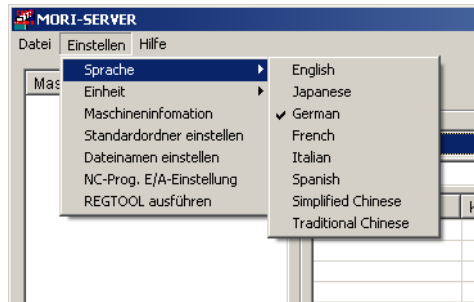 MORI-SERVER
Datei Einstellen Hilfe
Sprache
Einheit
Maschineninfomation
Standardordner einstellen
Dateinamen einstellen
NC-Prog. E/A-Einstellung
REGTOOL ausführen
English
Japanese
German
French
Italian
Spanish
Simplified Chinese
Traditional Chinese